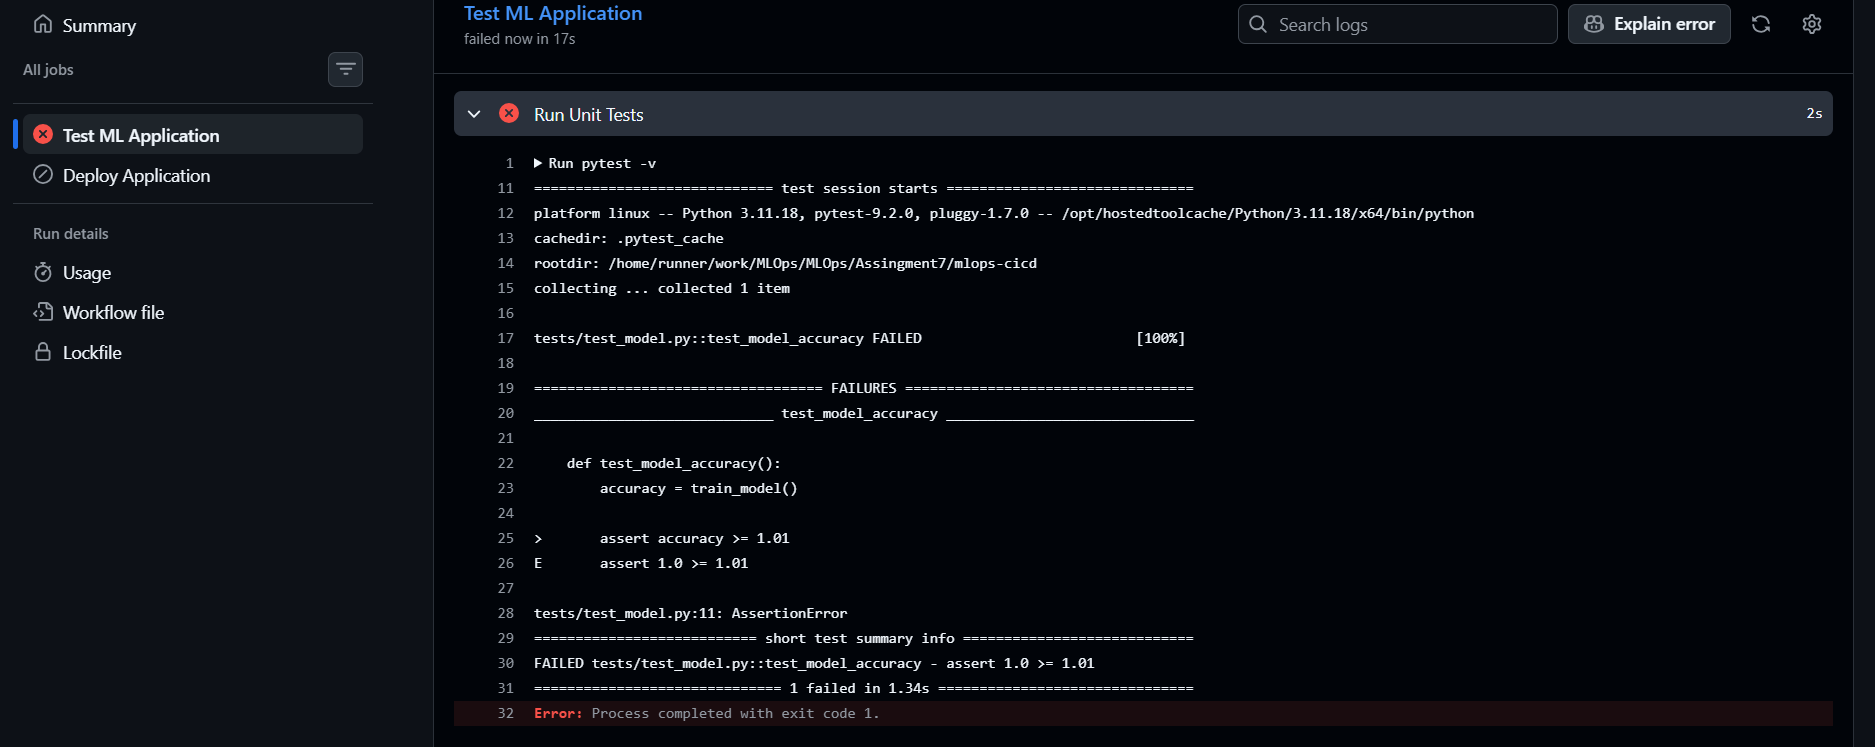 Summary
All jobs
Test ML Application
Deploy Application
Run details
Usage
Workflow file
Lockfile
Test ML Application
failed now in 17s
Search logs
Explain error
Run Unit Tests
2s
1 Run pytest -v
11 ============================= test session starts ==============================
12 platform linux -- Python 3.11.18, pytest-9.2.0, pluggy-1.7.0 -- /opt/hostedtoolcache/Python/3.11.18/x64/bin/python
13 cachedir: .pytest_cache
14 rootdir: /home/runner/work/MLOps/MLOps/Assingment7/mlops-cicd
15 collecting ... collected 1 item
16
17 tests/test_model.py::test_model_accuracy FAILED                          [100%]
18
19 =================================== FAILURES ===================================
20 _____________________________ test_model_accuracy ______________________________
21
22     def test_model_accuracy():
23         accuracy = train_model()
24
25 >       assert accuracy >= 1.01
26 E       assert 1.0 >= 1.01
27
28 tests/test_model.py:11: AssertionError
29 =========================== short test summary info ============================
30 FAILED tests/test_model.py::test_model_accuracy - assert 1.0 >= 1.01
31 ============================== 1 failed in 1.34s ===============================
32 Error: Process completed with exit code 1.